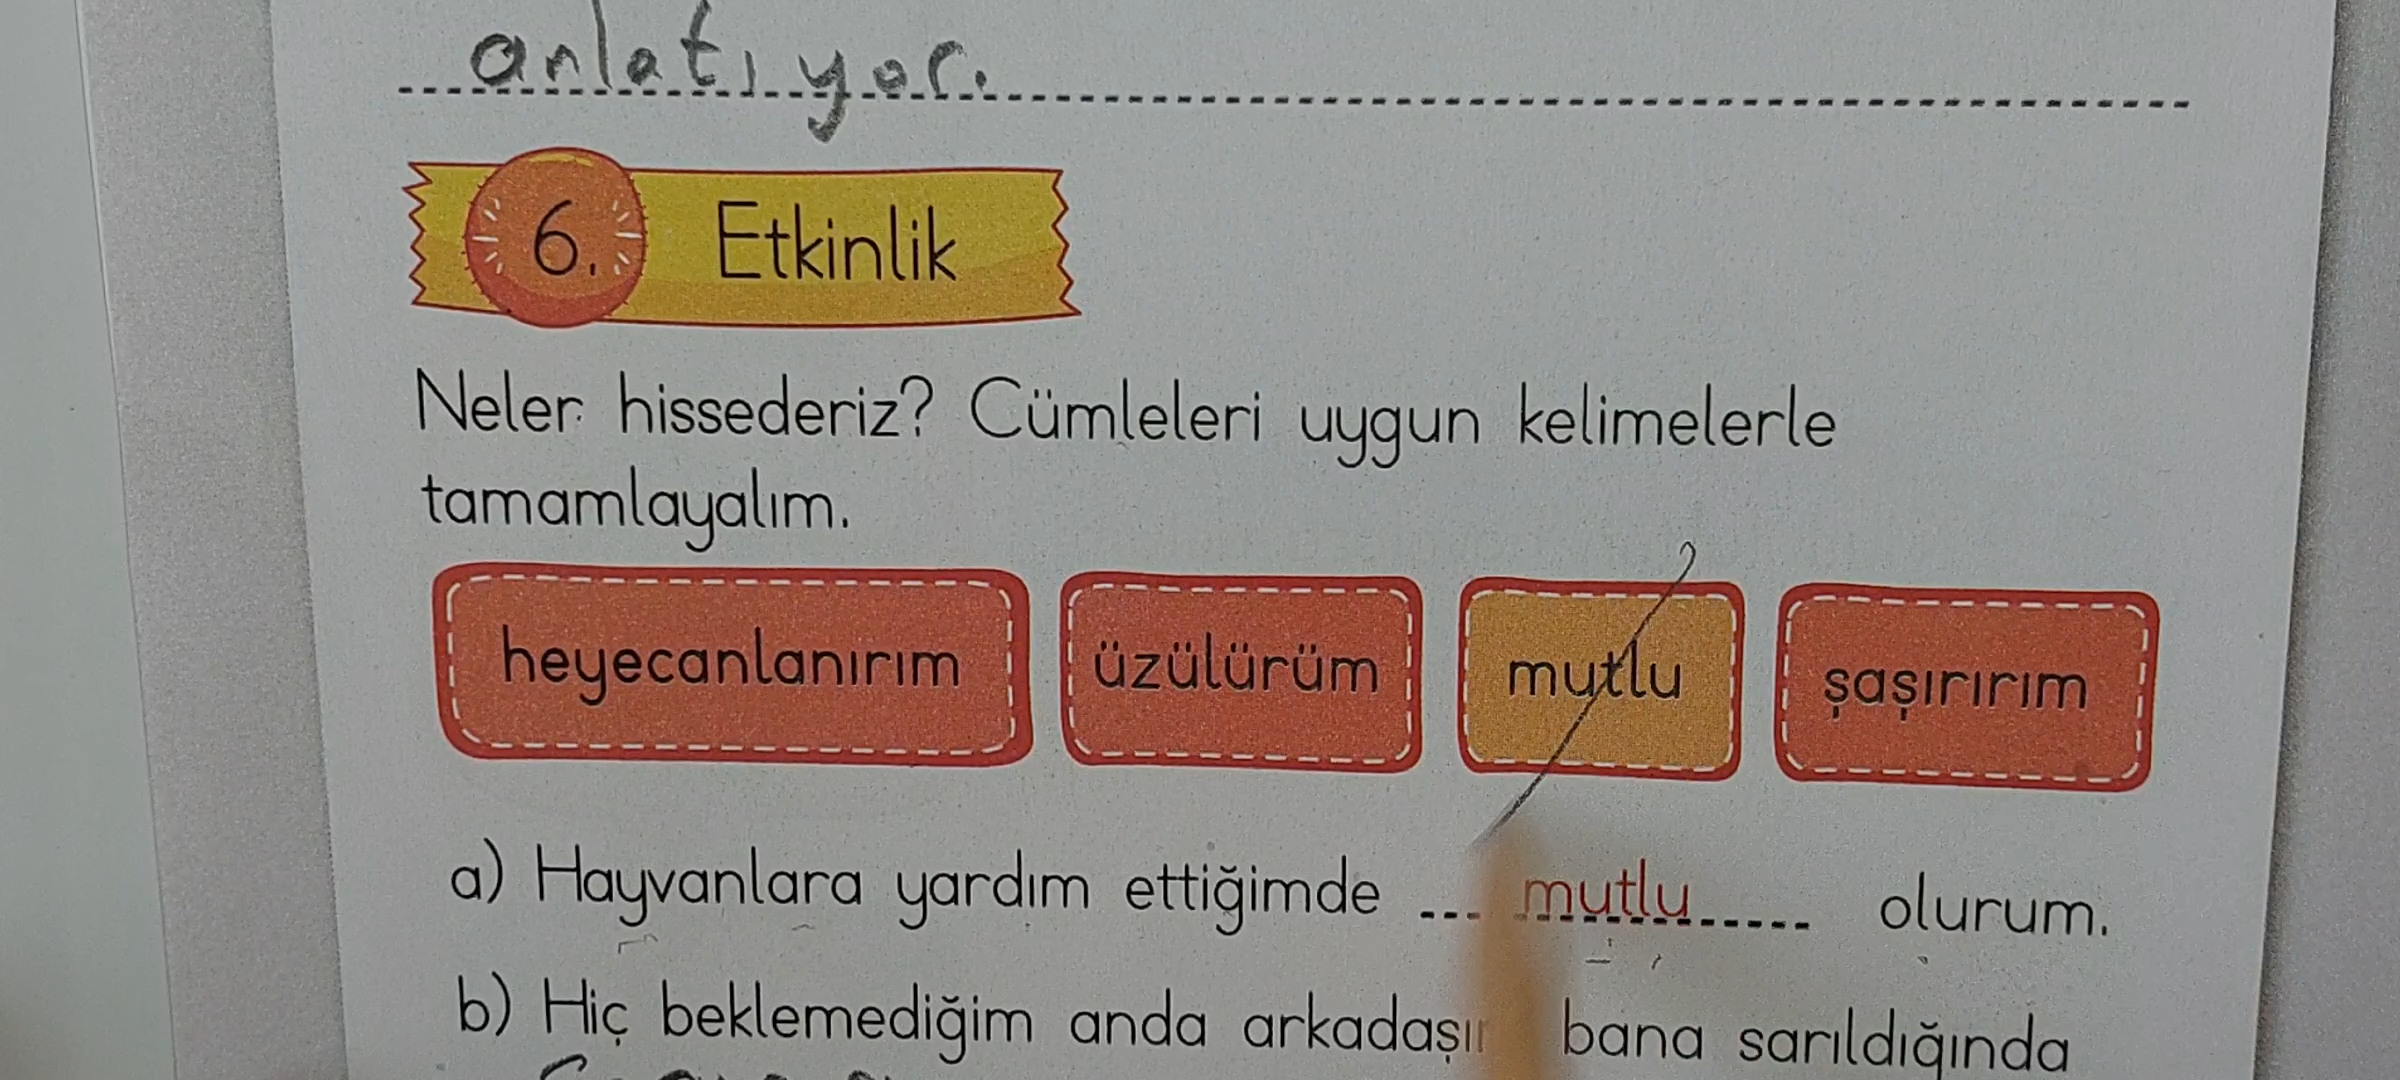 anlatıyor.
6. Etkinlik
Neler hissederiz? Cümleleri uygun kelimelerle
tamamlayalım.
heyecanlanırım üzülürüm mutlu şaşırırım
a) Hayvanlara yardım ettiğimde mutlu olurum.
b) Hiç beklemediğim anda bana sarıldığında